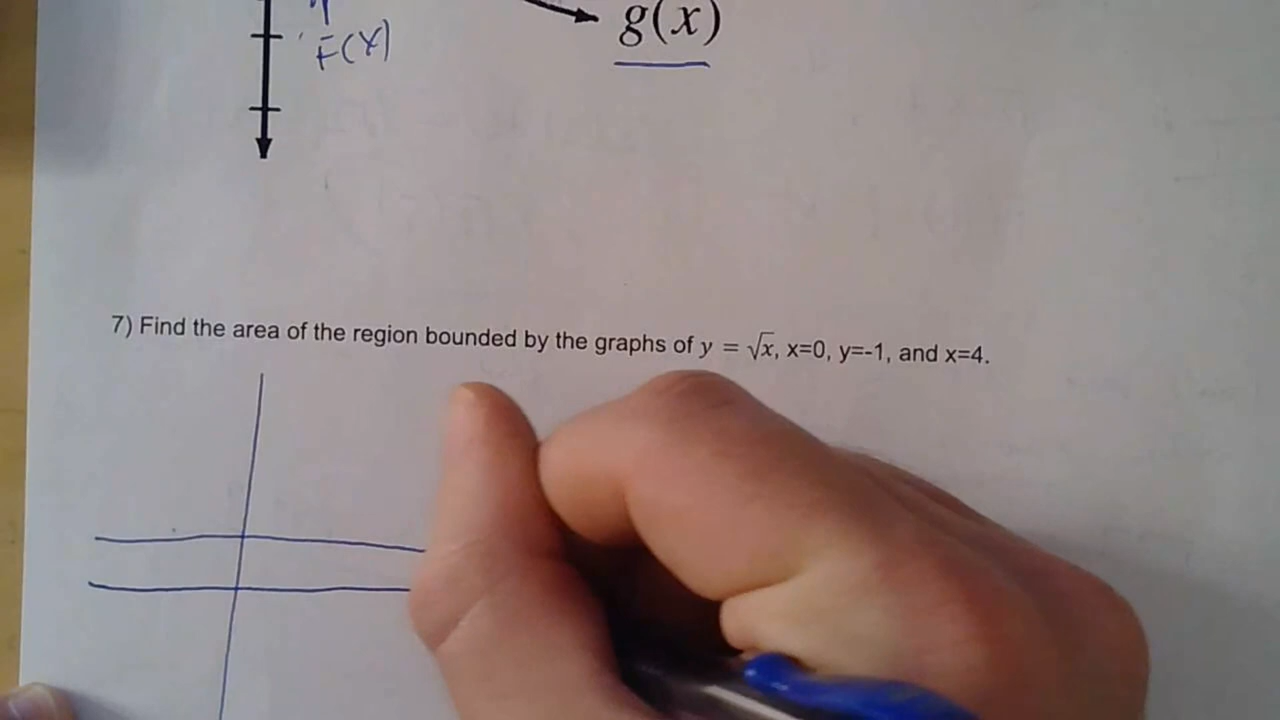 g(x)
F(x)
7) Find the area of the region bounded by the graphs of y = √x, x=0, y=-1, and x=4.